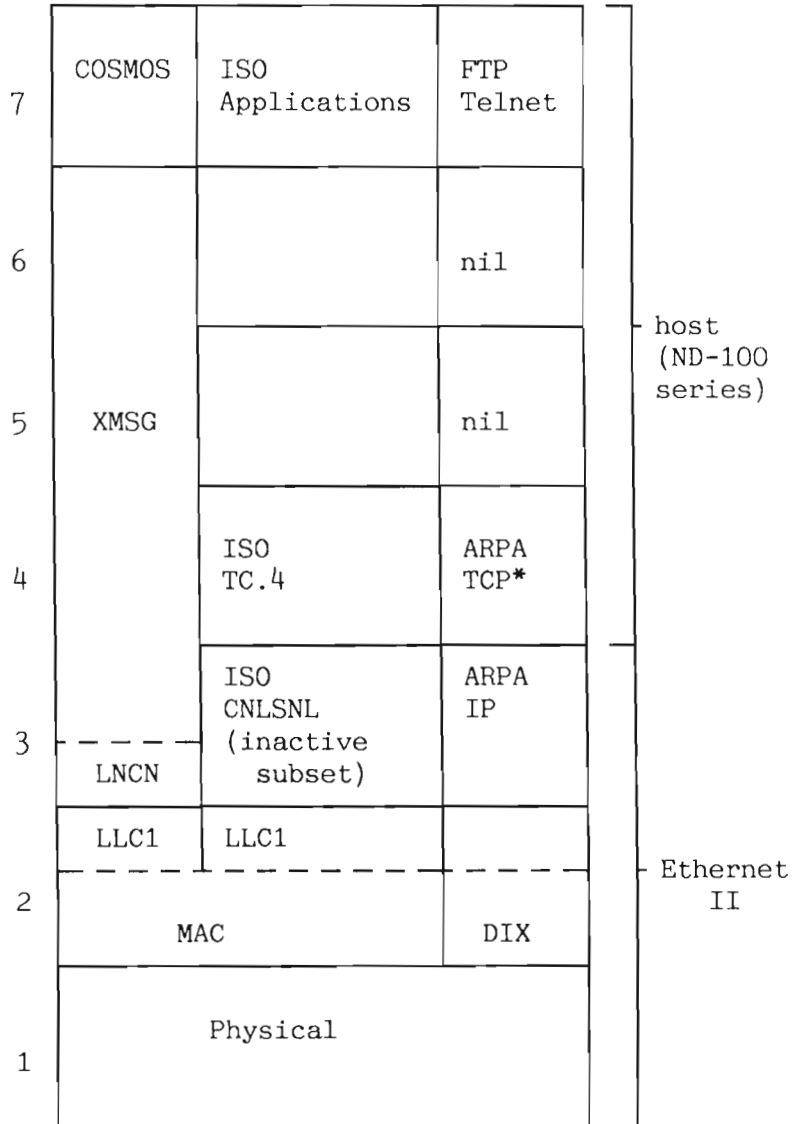 COSMOS
ISO
Applications
FTP
Telnet
7
6
nil
host
(ND-100
series)
5
XMSG
nil
4
ISO
TC.4
ARPA
TCP*
3
ISO
CNLSNL
(inactive
subset)
ARPA
IP
LNCN
LLC1
LLC1
Ethernet
II
2
MAC
DIX
Physical
1